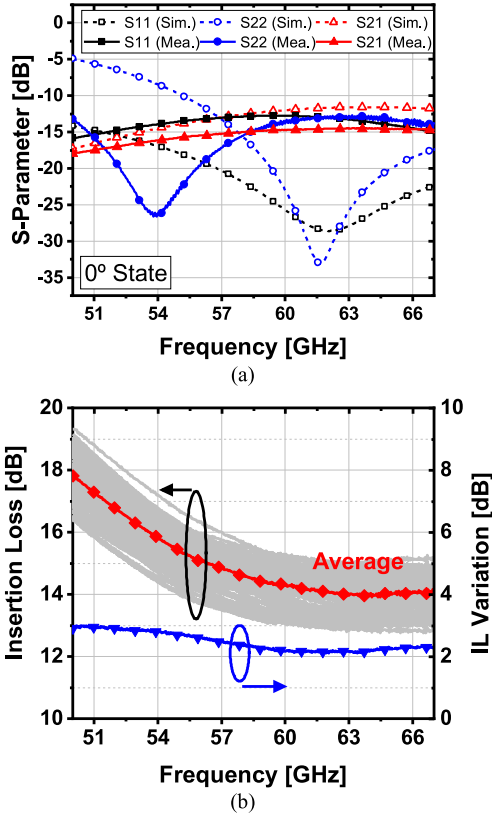 S11 (Sim.) S22 (Sim.) S21 (Sim.)
S11 (Mea.) S22 (Mea.) S21 (Mea.)
0
-5
-10
-15
-20
-25
-30
-35
S-Parameter [dB]
0º State
51 54 57 60 63 66
Frequency [GHz]
(a)
20
18
16
14
12
10
Insertion Loss [dB]
Average
10
8
6
4
2
0
IL Variation [dB]
51 54 57 60 63 66
Frequency [GHz]
(b)